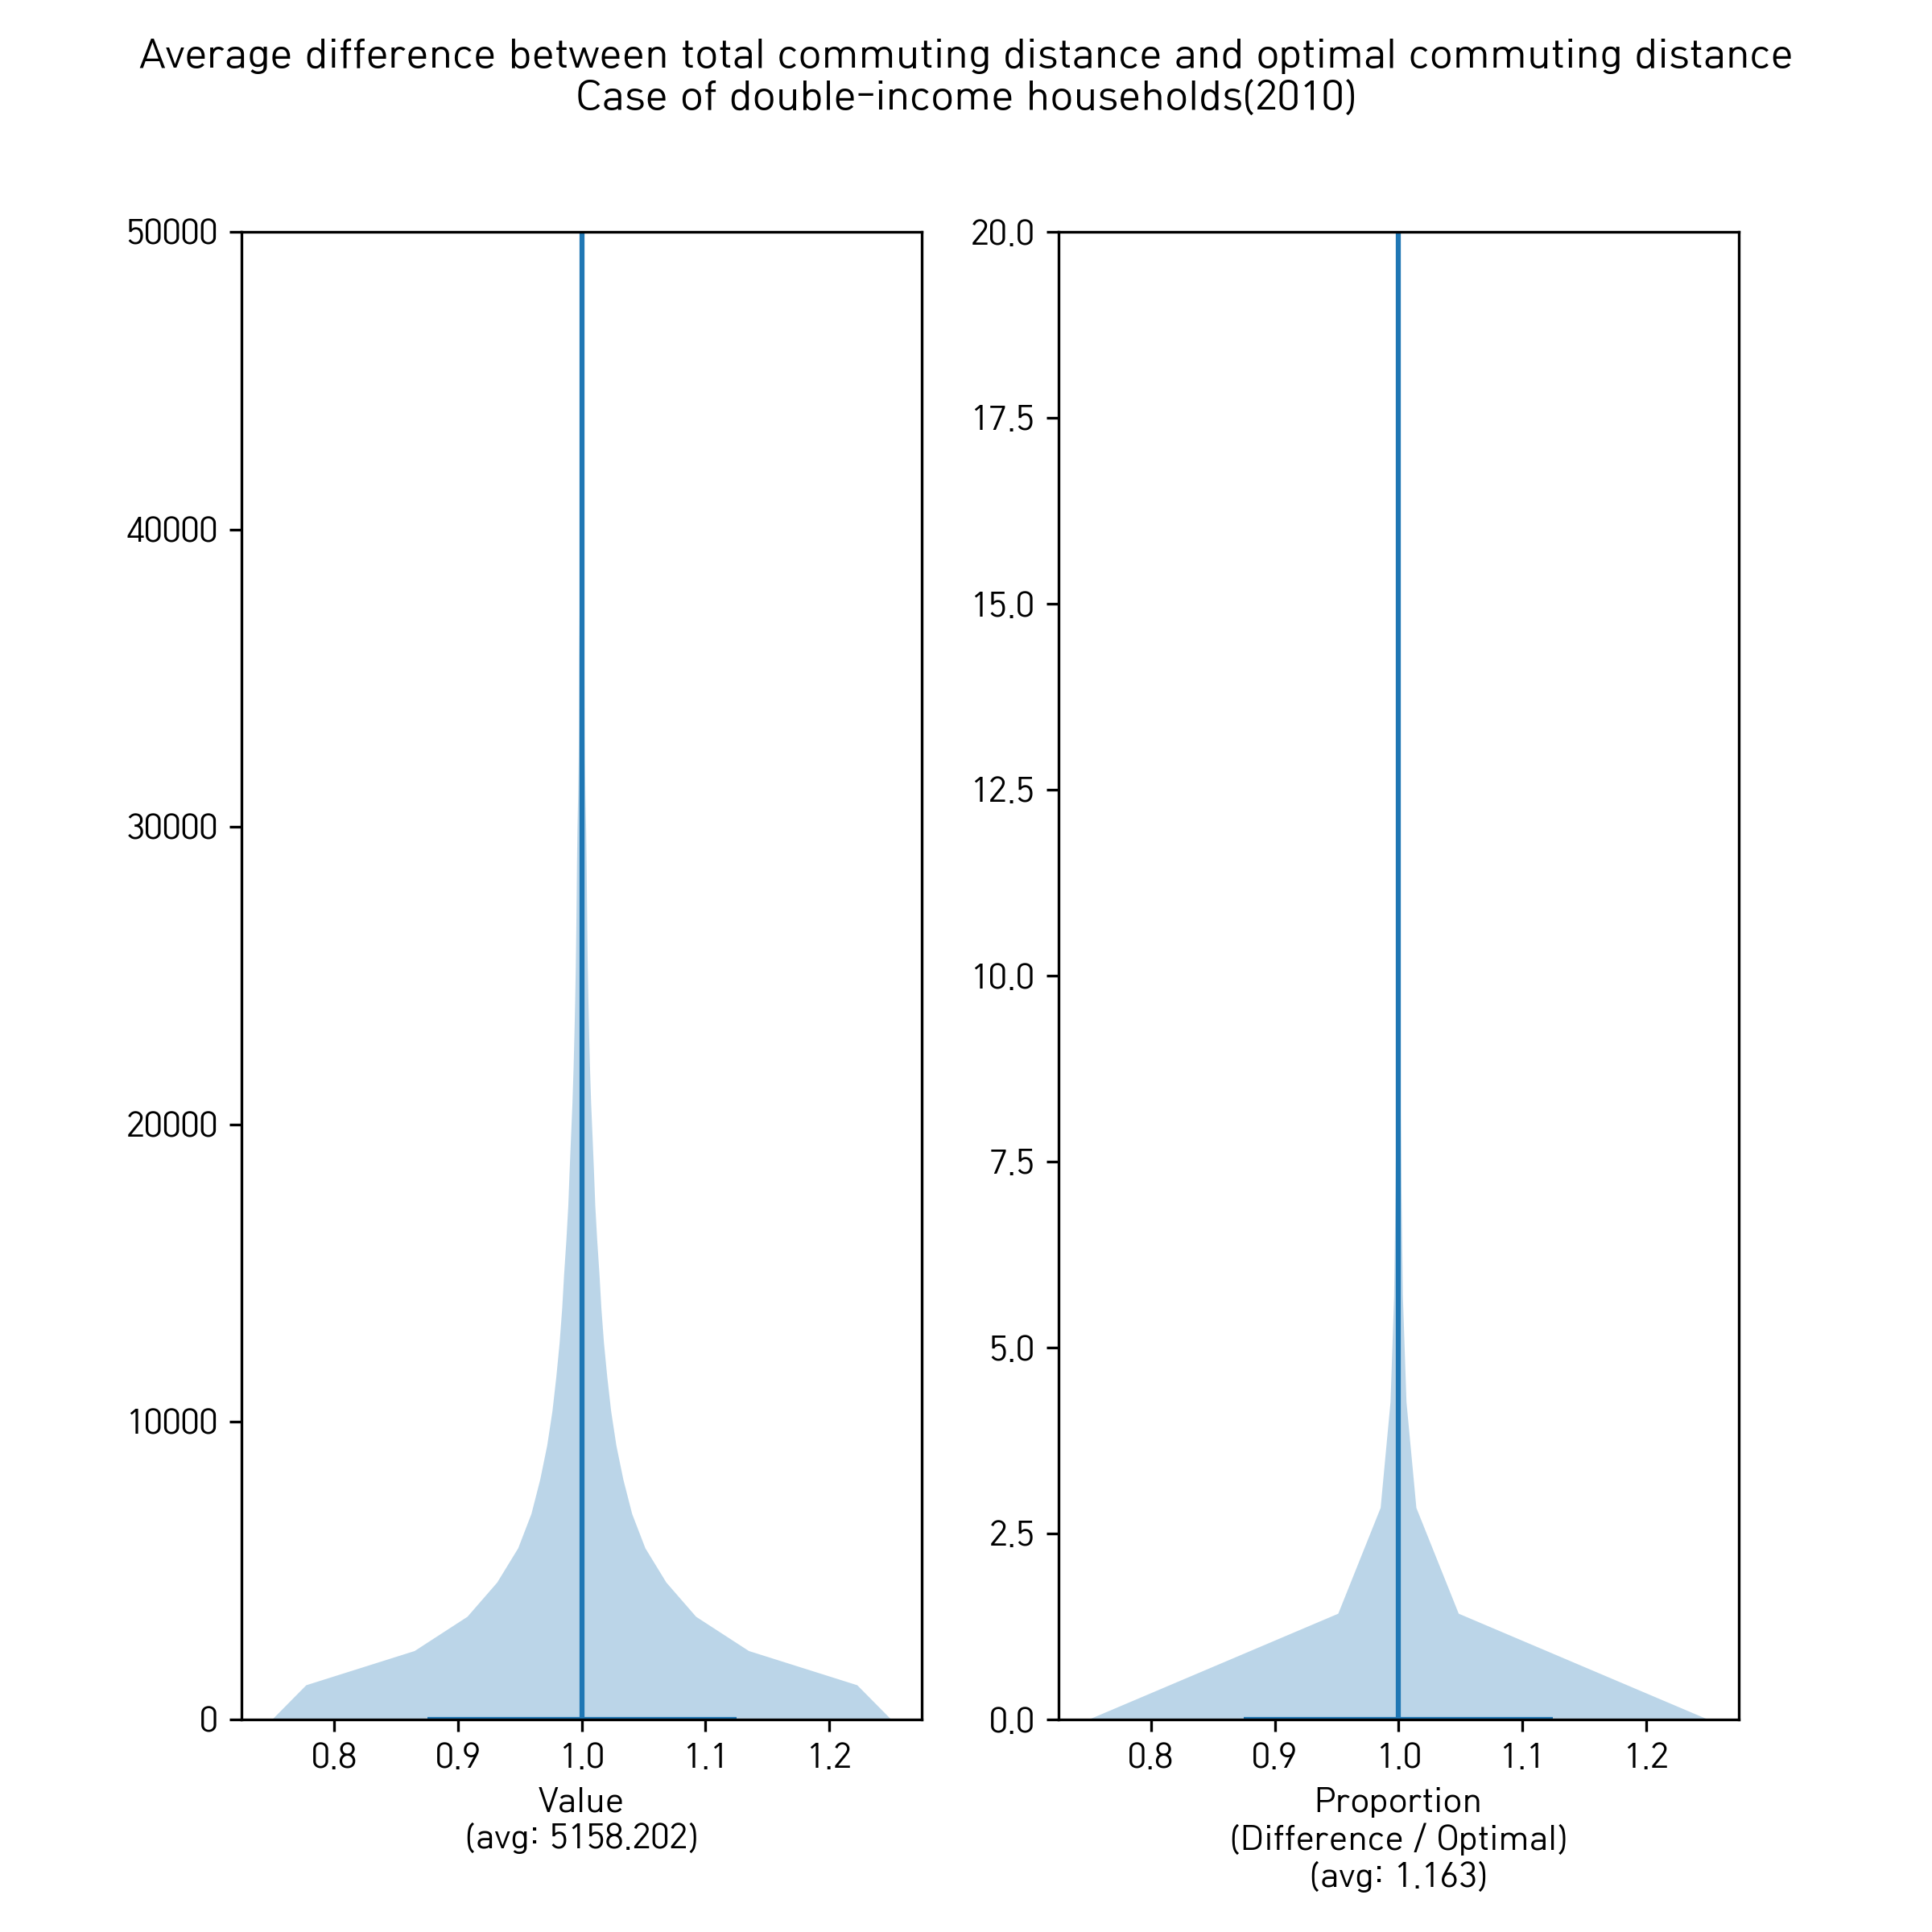 Average difference between total commuting distance and optimal commuting distance
Case of double-income households(2010)
50000
40000
30000
20000
10000
0
0.8 0.9 1.0 1.1 1.2
Value
(avg: 5158.202)
20.0
17.5
15.0
12.5
10.0
7.5
5.0
2.5
0.0
0.8 0.9 1.0 1.1 1.2
Proportion
(Difference / Optimal)
(avg: 1.163)